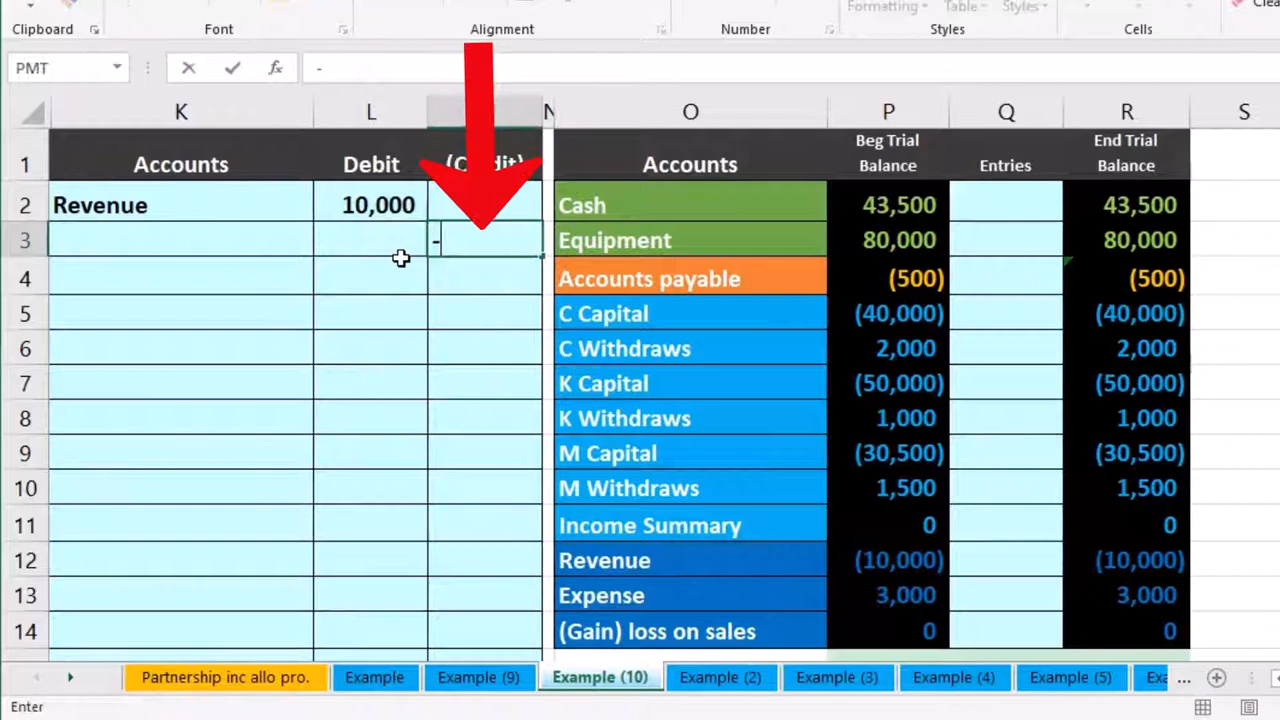 Formatting Table Styles
Clipboard Font Alignment Number Styles Cells
PMT fx -
K L N O P Q R S
1 Accounts Debit Accounts Beg Trial Balance Entries End Trial Balance
2 Revenue 10,000 Cash 43,500 43,500
3 - Equipment 80,000 80,000
4 Accounts payable (500) (500)
5 C Capital (40,000) (40,000)
6 C Withdraws 2,000 2,000
7 K Capital (50,000) (50,000)
8 K Withdraws 1,000 1,000
9 M Capital (30,500) (30,500)
10 M Withdraws 1,500 1,500
11 Income Summary 0 0
12 Revenue (10,000) (10,000)
13 Expense 3,000 3,000
14 (Gain) loss on sales 0 0
Partnership inc allo pro. Example Example (9) Example (10) Example (2) Example (3) Example (4) Example (5) ...
Enter